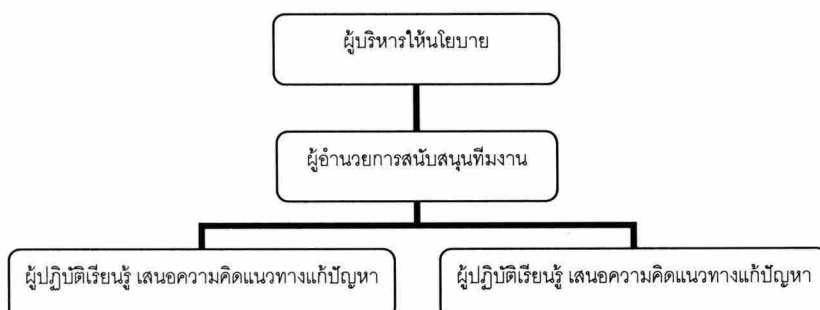 ผู้บริหารให้นโยบาย
ผู้อำนวยการสนับสนุนทีมงาน
ผู้ปฏิบัติเรียนรู้ เสนอความคิดแนวทางแก้ปัญหา
ผู้ปฏิบัติเรียนรู้ เสนอความคิดแนวทางแก้ปัญหา